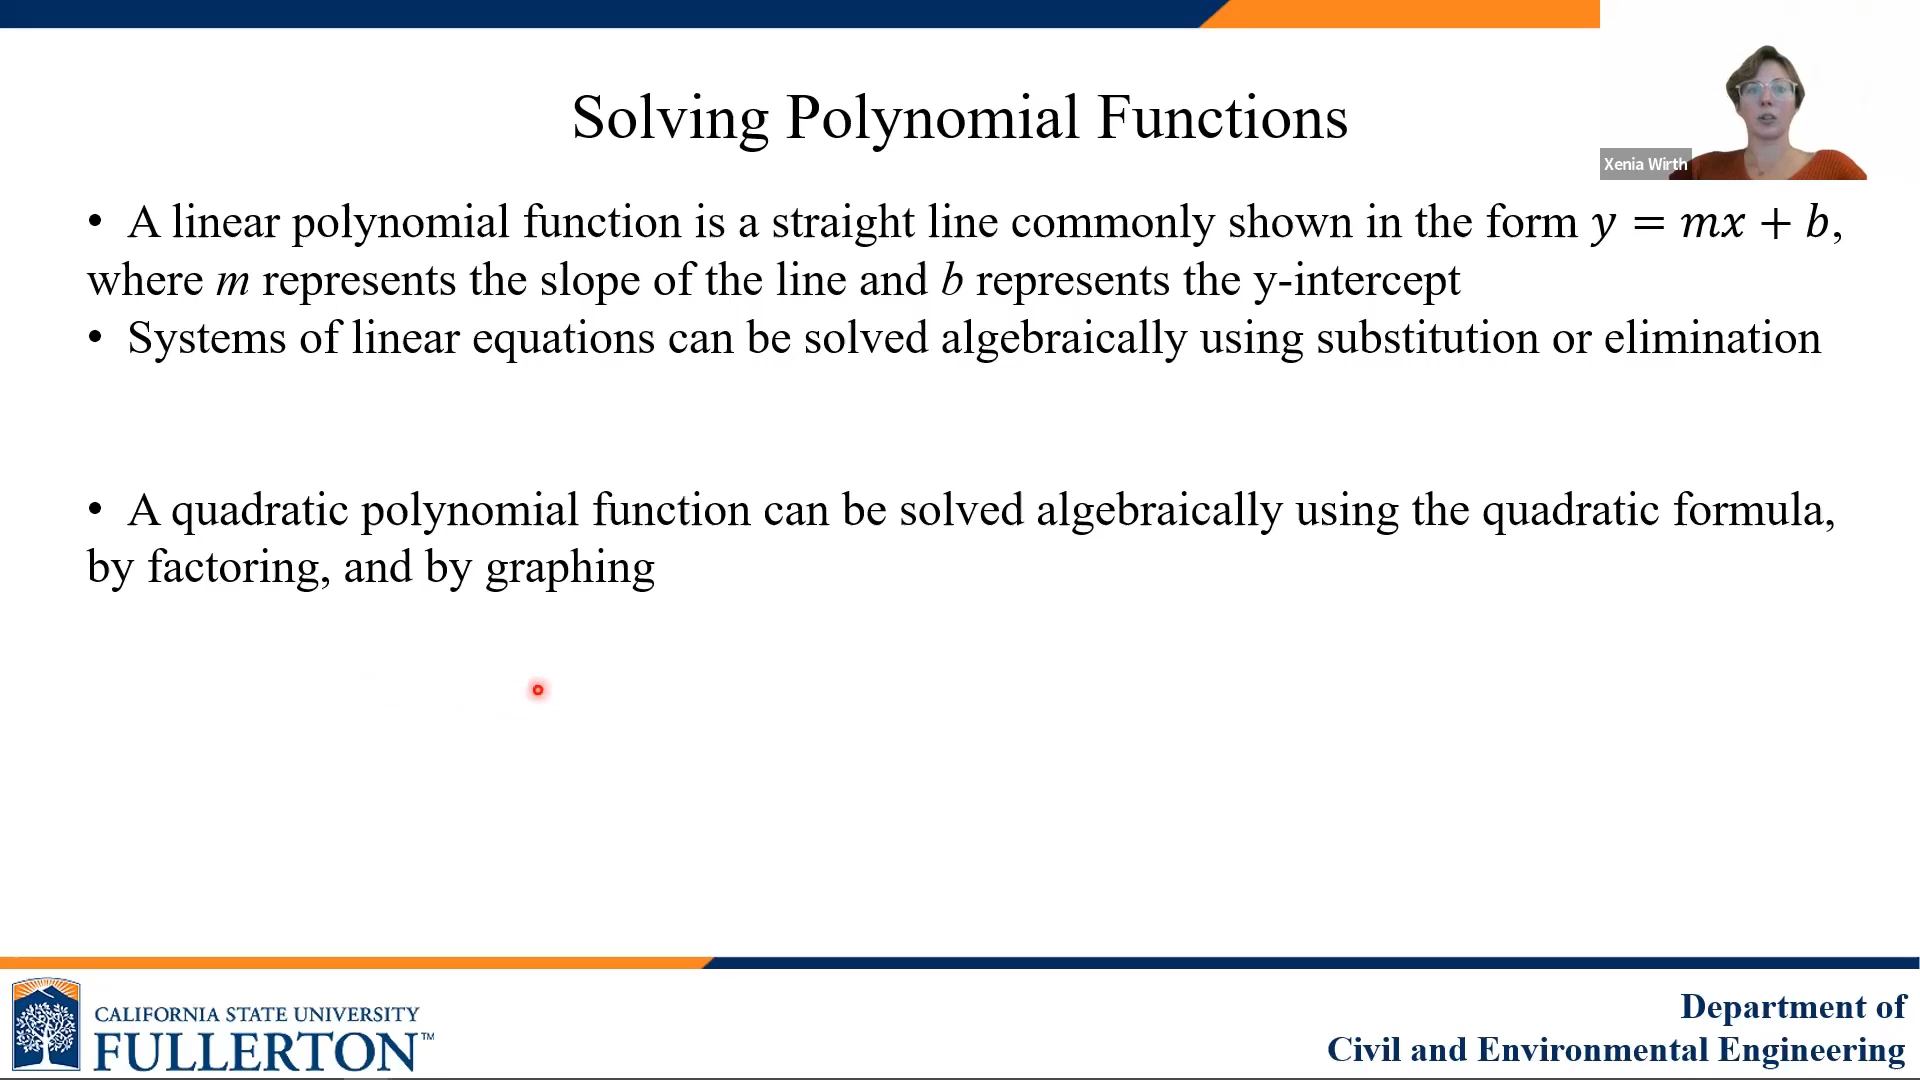 Solving Polynomial Functions
Xenia Wirth
• A linear polynomial function is a straight line commonly shown in the form y = mx + b,
where m represents the slope of the line and b represents the y-intercept
• Systems of linear equations can be solved algebraically using substitution or elimination
• A quadratic polynomial function can be solved algebraically using the quadratic formula,
by factoring, and by graphing
CALIFORNIA STATE UNIVERSITY
FULLERTON™
Department of
Civil and Environmental Engineering